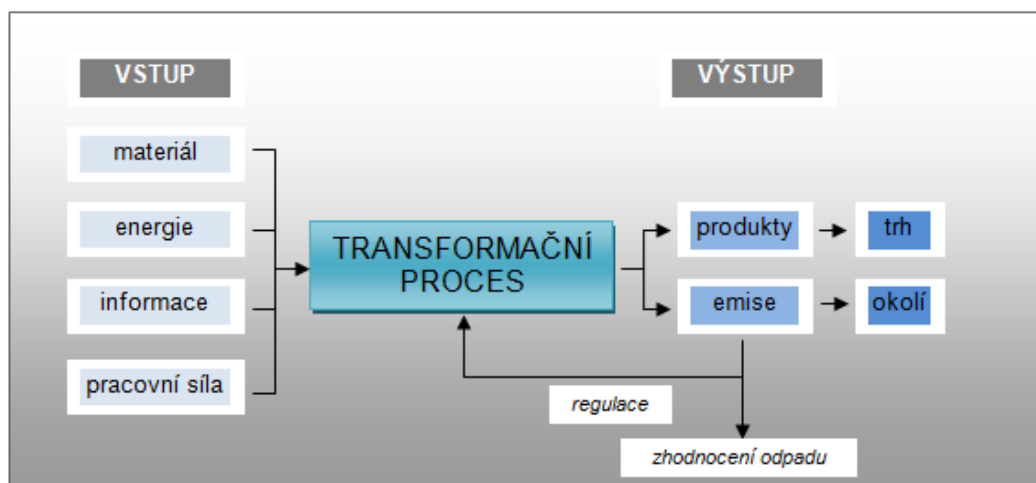 VSTUP
VÝSTUP
materiál
energie
informace
pracovní síla
TRANSFORMAČNÍ
PROCES
produkty
trh
emise
okolí
regulace
zhodnocení odpadu